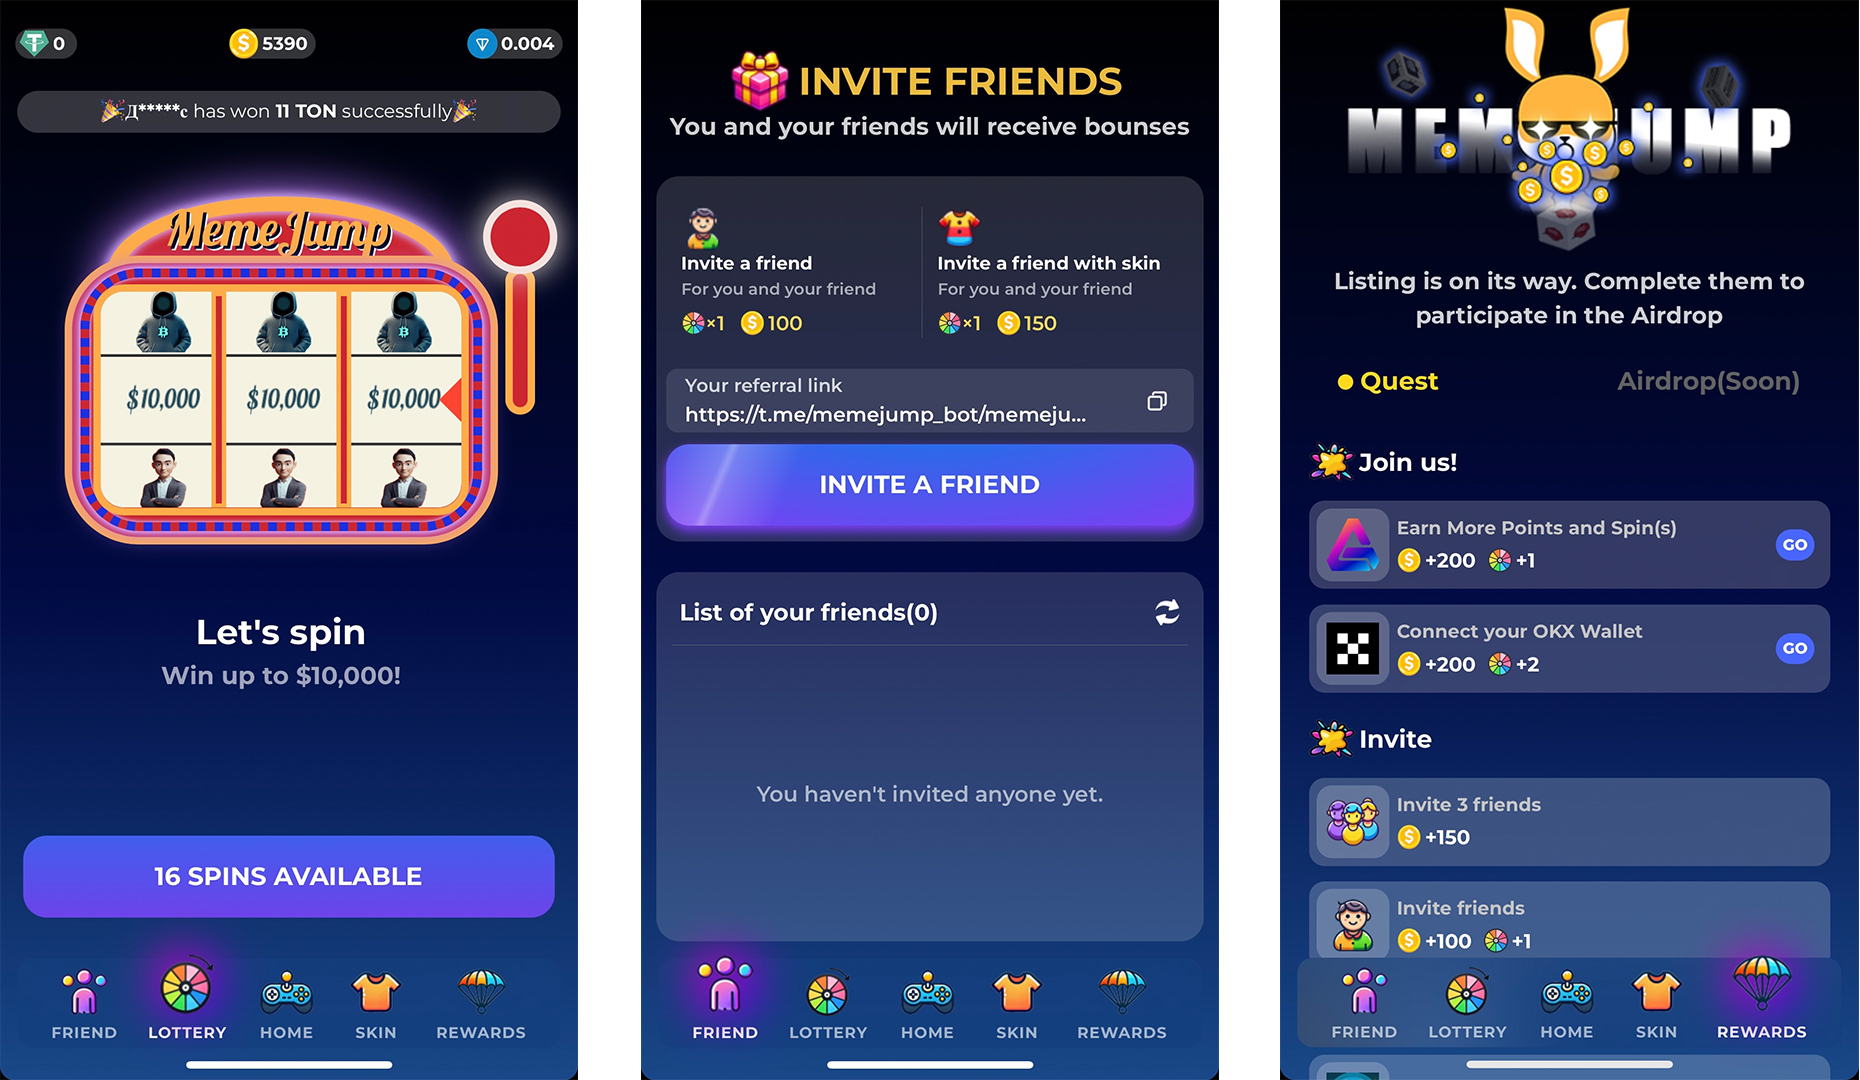 0
5390
0.004
Д*****c has won 11 TON successfully
Meme Jump
$10,000 $10,000 $10,000
Let's spin
Win up to $10,000!
16 SPINS AVAILABLE
FRIEND LOTTERY HOME SKIN REWARDS
INVITE FRIENDS
You and your friends will receive bounses
Invite a friend
For you and your friend
×1 100
Invite a friend with skin
For you and your friend
×1 150
Your referral link
https://t.me/memejump_bot/memeju...
INVITE A FRIEND
List of your friends(0)
You haven't invited anyone yet.
FRIEND LOTTERY HOME SKIN REWARDS
MEMEJUMP
Listing is on its way. Complete them to
participate in the Airdrop
Quest
Airdrop(Soon)
Join us!
Earn More Points and Spin(s)
+200 +1
GO
Connect your OKX Wallet
+200 +2
GO
Invite
Invite 3 friends
+150
Invite friends
+100 +1
FRIEND LOTTERY HOME SKIN REWARDS